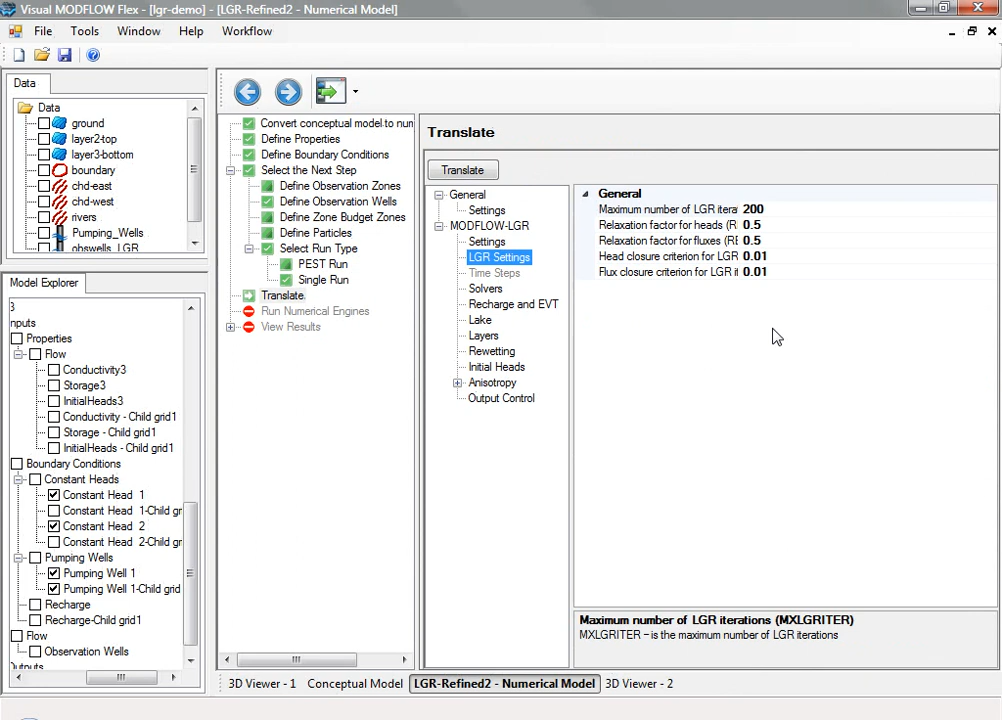 Visual MODFLOW Flex - [lgr-demo] - [LGR-Refined2 - Numerical Model]
File Tools Window Help Workflow
Data
Data
ground
layer2-top
layer3-bottom
boundary
chd-east
chd-west
rivers
Pumping_Wells
obswells_LGR
Model Explorer
3
nputs
Properties
Flow
Conductivity3
Storage3
InitialHeads3
Conductivity - Child grid1
Storage - Child grid1
InitialHeads - Child grid1
Boundary Conditions
Constant Heads
Constant Head 1
Constant Head 1-Child gr
Constant Head 2
Constant Head 2-Child gr
Pumping Wells
Pumping Well 1
Pumping Well 1-Child grid
Recharge
Recharge-Child grid1
Flow
Observation Wells
utputs
Convert conceptual model to num
Define Properties
Define Boundary Conditions
Select the Next Step
Define Observation Zones
Define Observation Wells
Define Zone Budget Zones
Define Particles
Select Run Type
PEST Run
Single Run
Translate
Run Numerical Engines
View Results
Translate
Translate
General
Settings
MODFLOW-LGR
Settings
LGR Settings
Time Steps
Solvers
Recharge and EVT
Lake
Layers
Rewetting
Initial Heads
Anisotropy
Output Control
General
Maximum number of LGR iterat 200
Relaxation factor for heads (RE 0.5
Relaxation factor for fluxes (RE 0.5
Head closure criterion for LGR 0.01
Flux closure criterion for LGR it 0.01
Maximum number of LGR iterations (MXLGRITER)
MXLGRITER – is the maximum number of LGR iterations
3D Viewer - 1 Conceptual Model LGR-Refined2 - Numerical Model 3D Viewer - 2